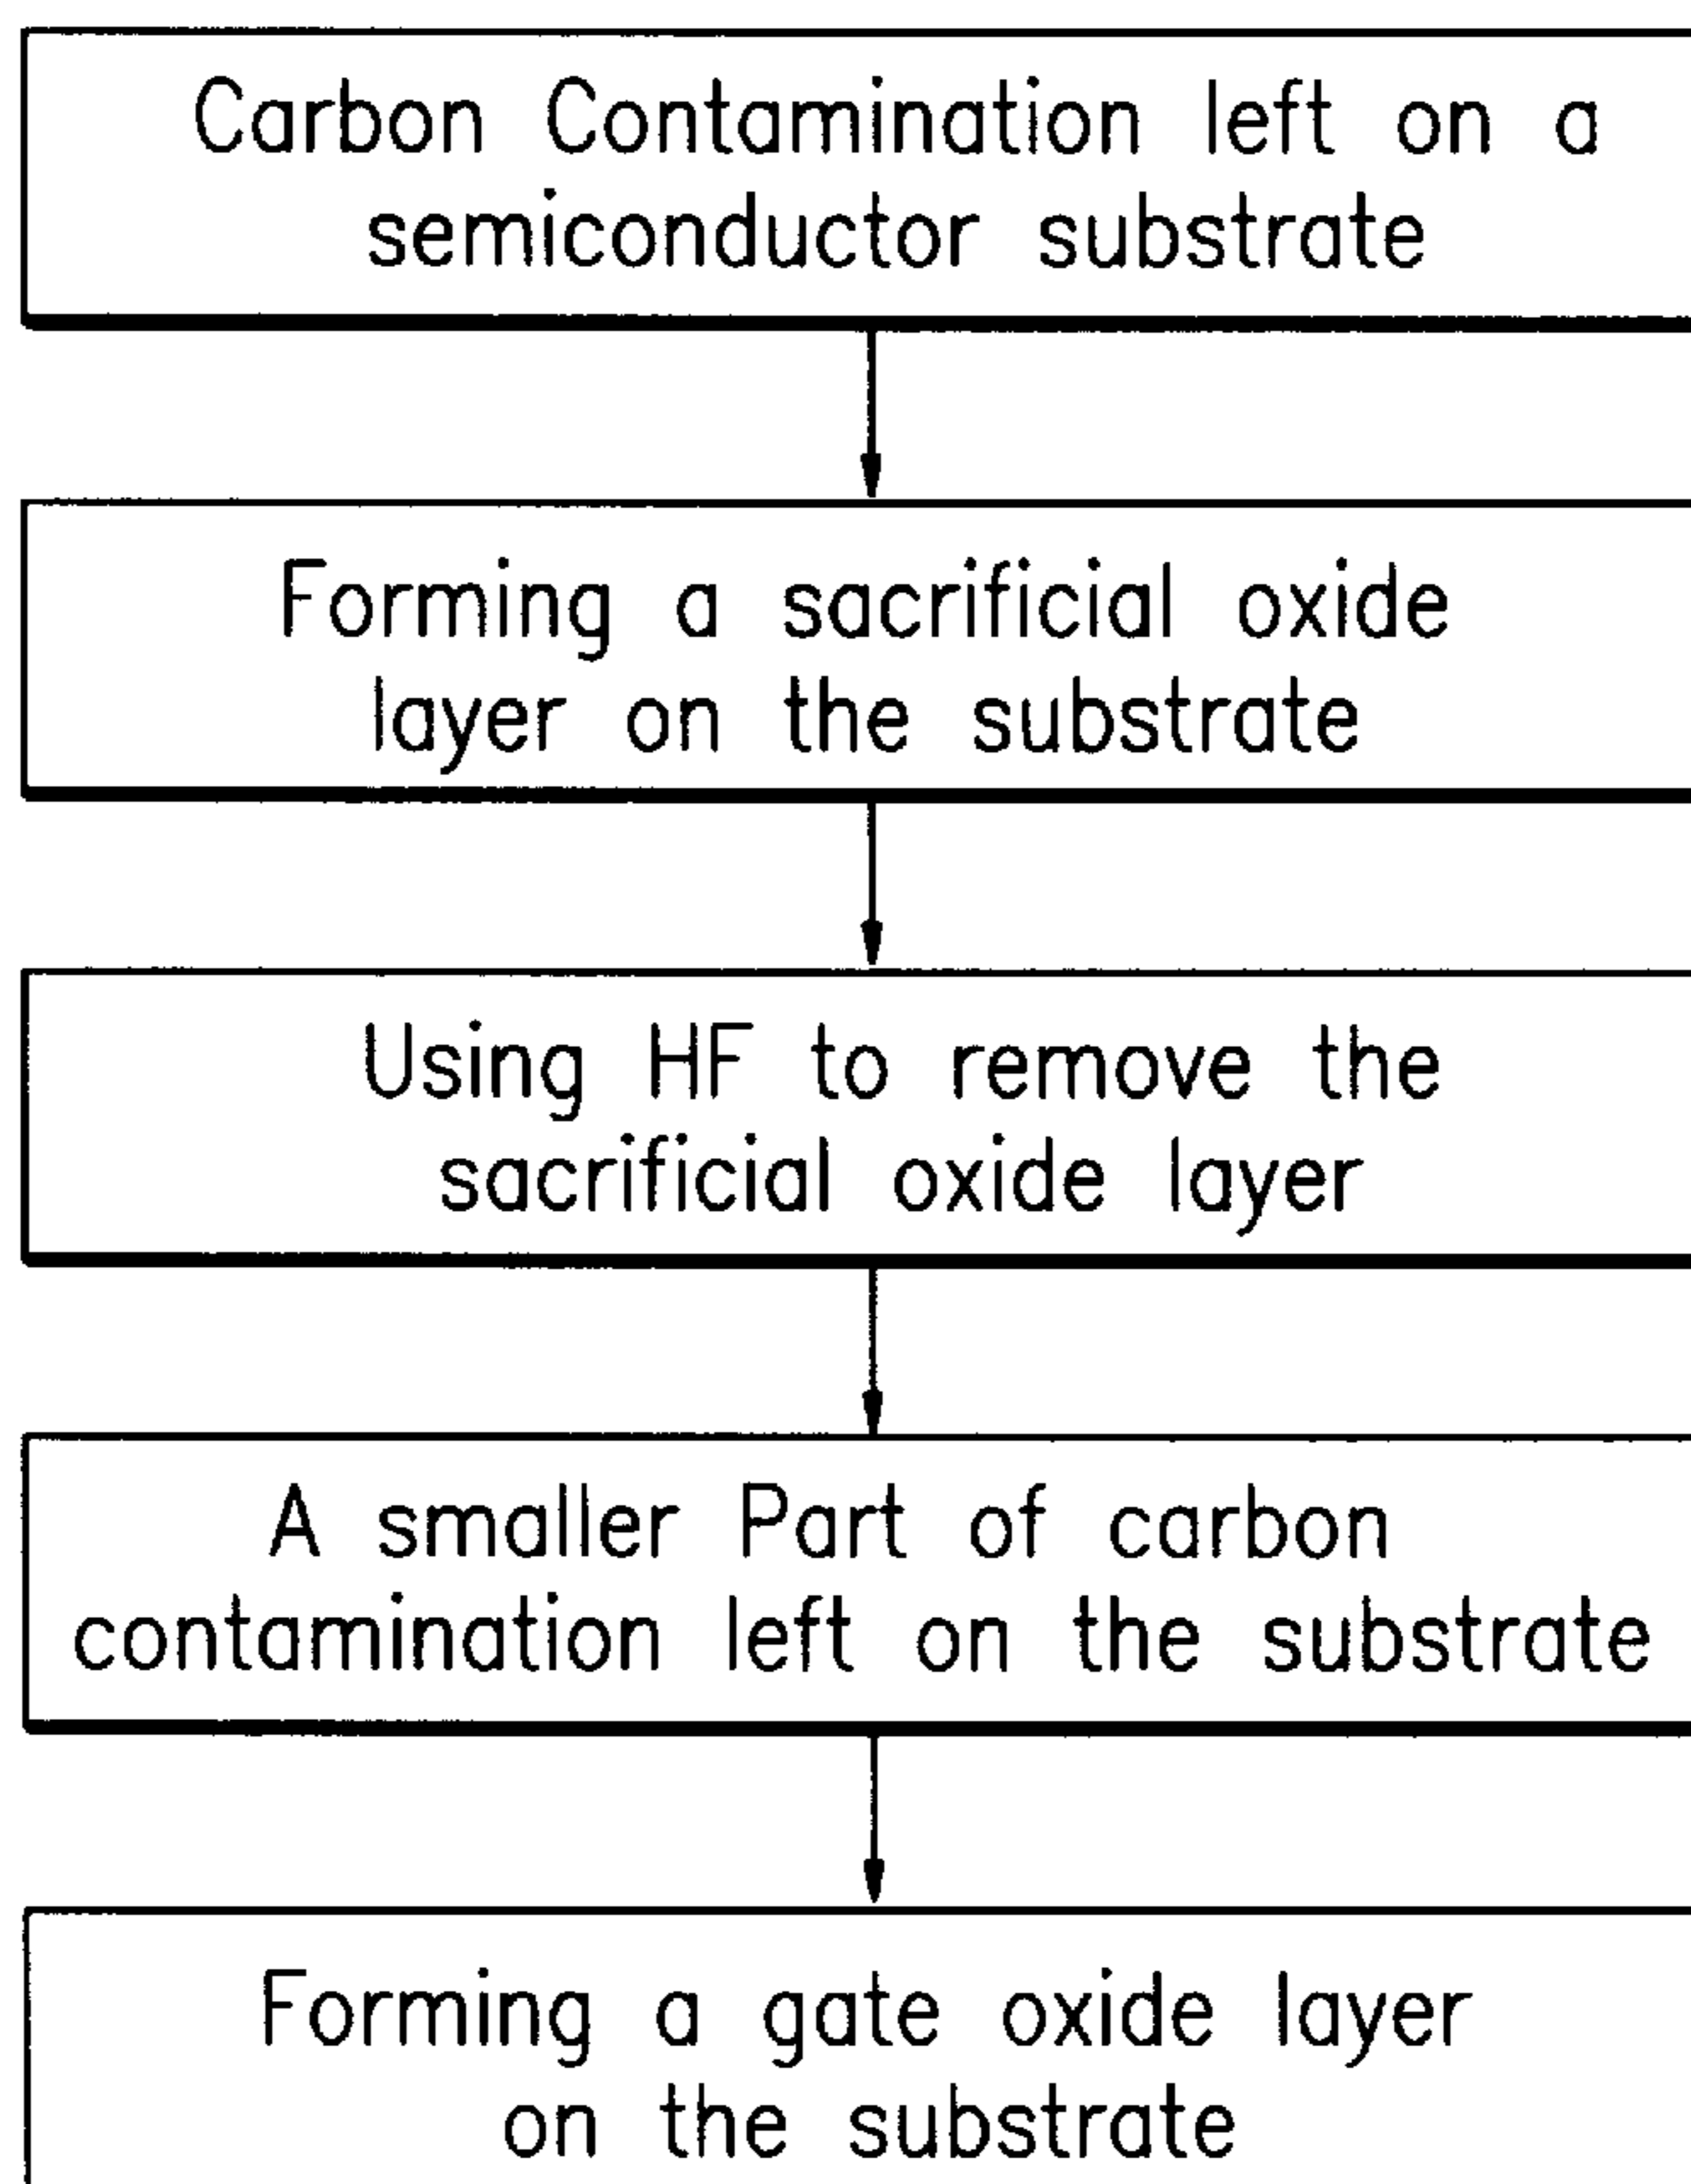 Carbon Contamination left on a
semiconductor substrate
Forming a sacrificial oxide
layer on the substrate
Using HF to remove the
sacrificial oxide layer
A smaller Part of carbon
contamination left on the substrate
Forming a gate oxide layer
on the substrate